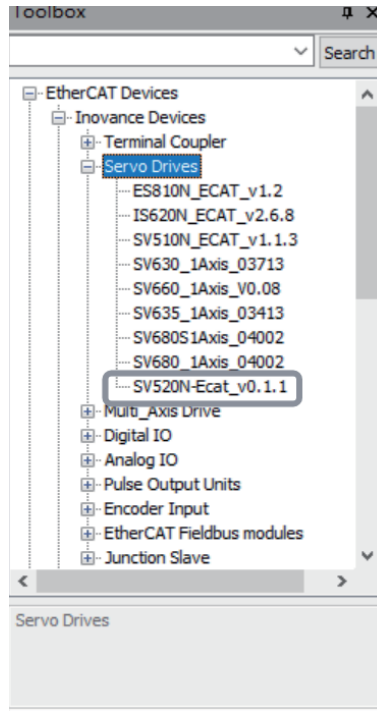 Toolbox
Search
EtherCAT Devices
Inovance Devices
Terminal Coupler
Servo Drives
ES810N_ECAT_v1.2
IS620N_ECAT_v2.6.8
SV510N_ECAT_v1.1.3
SV630_1Axis_03713
SV660_1Axis_V0.08
SV635_1Axis_03413
SV680S1Axis_04002
SV680_1Axis_04002
SV520N-Ecat_v0.1.1
Multi_Axis Drive
Digital IO
Analog IO
Pulse Output Units
Encoder Input
EtherCAT Fieldbus modules
Junction Slave
Servo Drives